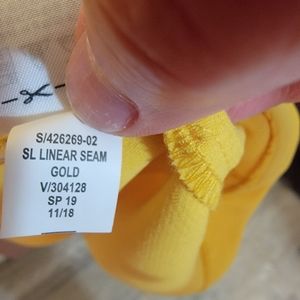 S/426269-02
SL LINEAR SEAM
GOLD
V/304128
SP 19
11/18